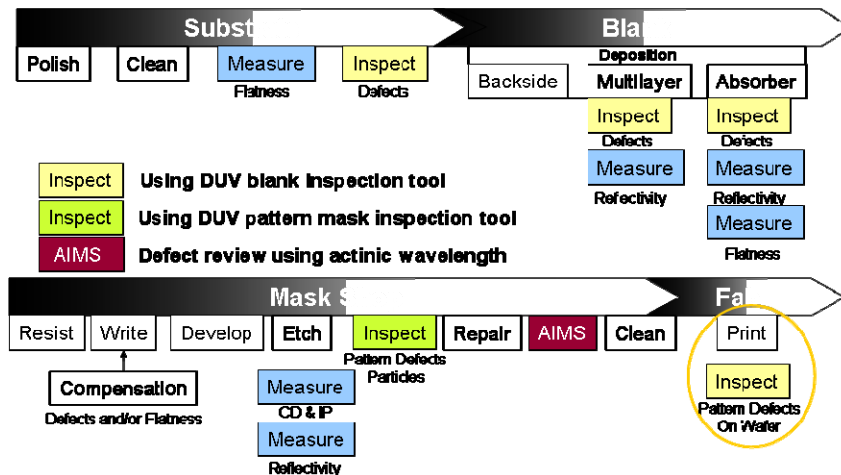 Subst
Bla
Deposition
Polish
Clean
Measure
Inspect
Backside
Multilayer
Absorber
Flatness
Defects
Inspect
Inspect
Defects
Defects
Measure
Measure
Refectivity
Reflectivity
Measure
Flatness
Inspect Using DUV blank inspection tool
Inspect Using DUV pattern mask inspection tool
AIMS Defect review using actinic wavelength
Mask S
Fa
Resist
Write
Develop
Etch
Inspect
Repair
AIMS
Clean
Print
Pattern Defects
Particles
Compensation
Defects and/or Flatness
Measure
CD & IP
Measure
Reflectivity
Inspect
Pattern Defects
On Wafer